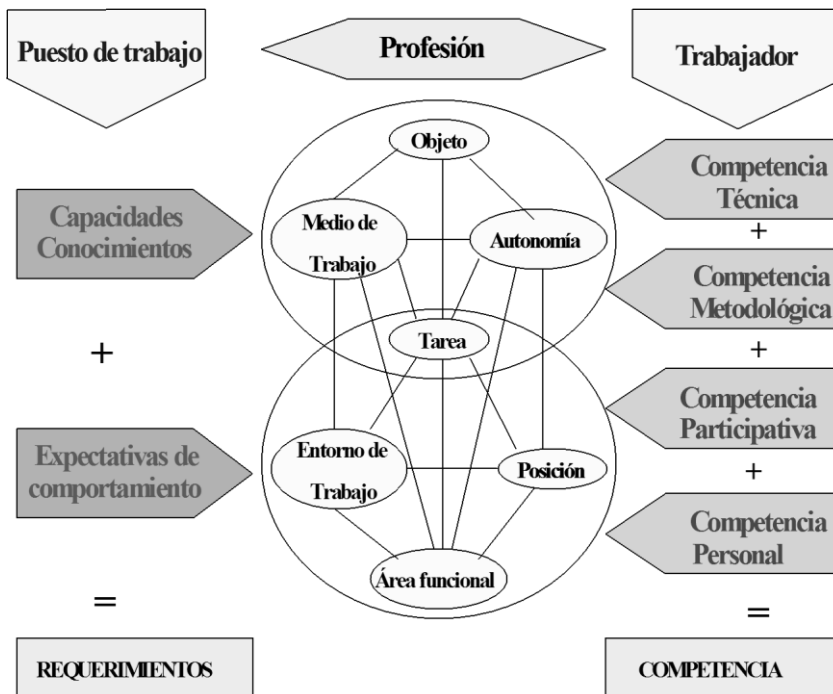 Puesto de trabajo
Profesión
Trabajador
Capacidades
Conocimientos
+
Expectativas de
comportamiento
=
REQUERIMIENTOS
Objeto
Medio de
Trabajo
Autonomía
Tarea
Entorno de
Trabajo
Posición
Área funcional
Competencia
Técnica
+
Competencia
Metodológica
+
Competencia
Participativa
+
Competencia
Personal
=
COMPETENCIA